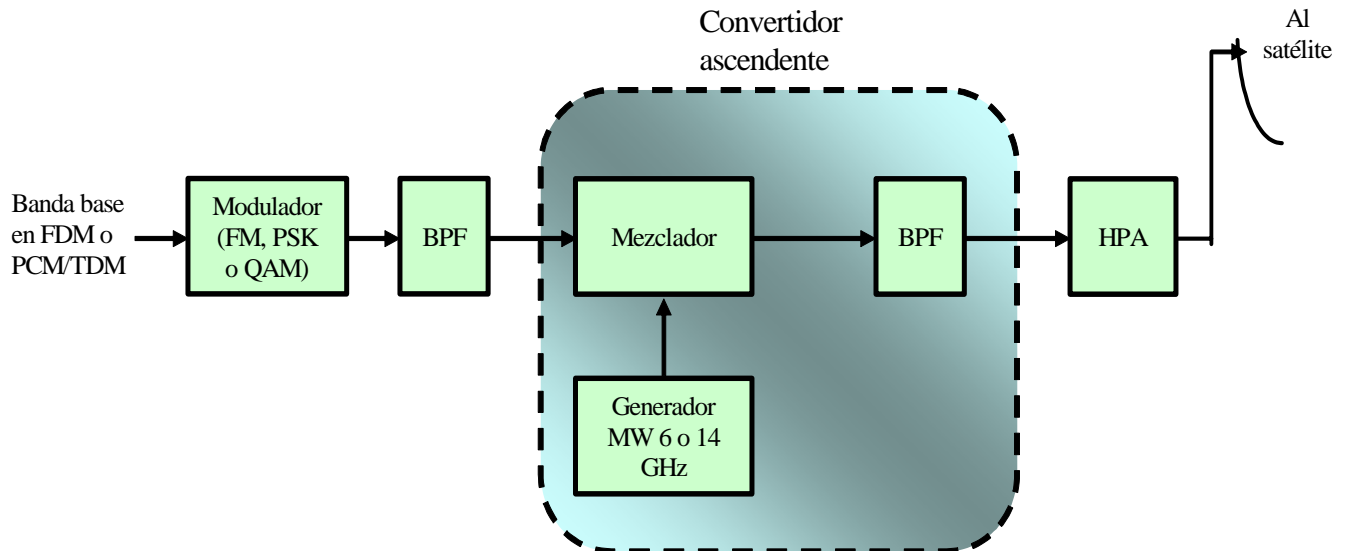 Convertidor
ascendente
Al
satélite
Banda base
en FDM o
PCM/TDM
Modulador
(FM, PSK
o QAM)
BPF
Mezclador
BPF
HPA
Generador
MW 6 o 14
GHz